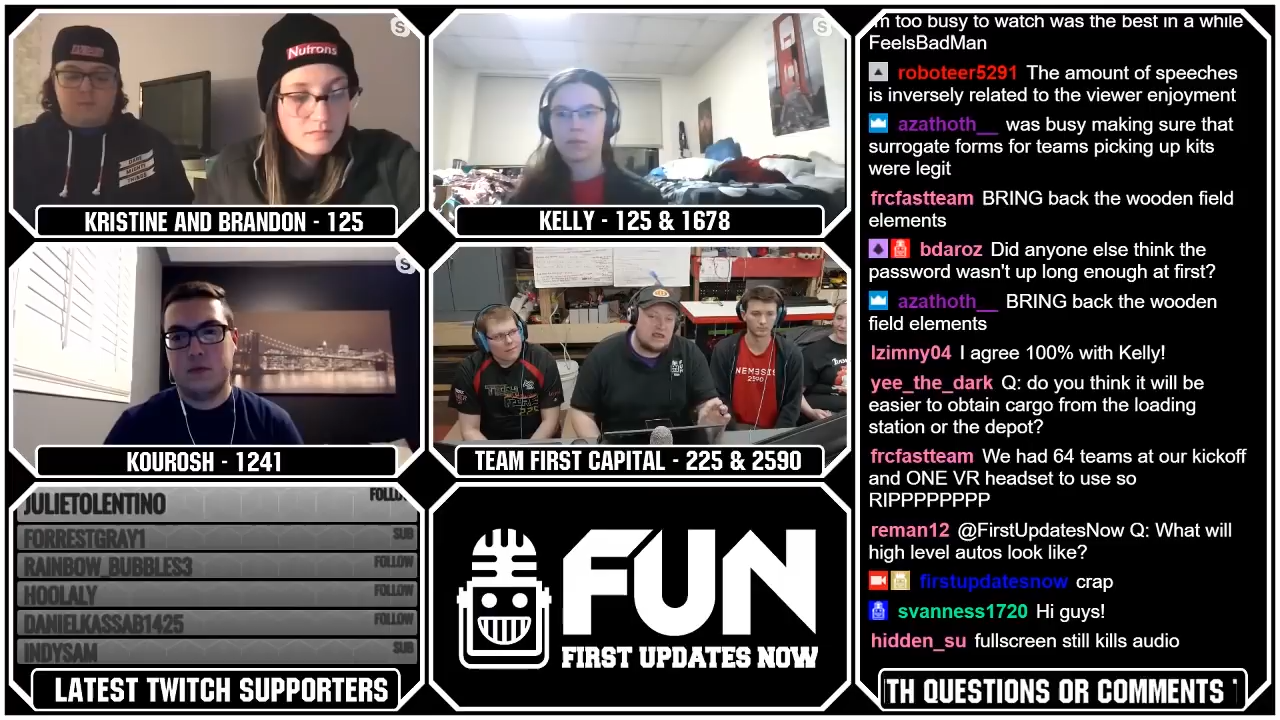 Nutrons
KRISTINE AND BRANDON - 125
KELLY - 125 & 1678
KOUROSH - 1241
NEMESIS
2590
TEAM FIRST CAPITAL - 225 & 2590
JULIETOLENTINO FOLLOW
FORRESTGRAY1 SUB
RAINBOW_BUBBLES3 FOLLOW
HOOLALY FOLLOW
DANIELKASSAB1425 FOLLOW
INDYSAM SUB
LATEST TWITCH SUPPORTERS
FUN
FIRST UPDATES NOW
too busy to watch was the best in a while
FeelsBadMan
roboteer5291 The amount of speeches
is inversely related to the viewer enjoyment
azathoth__ was busy making sure that
surrogate forms for teams picking up kits
were legit
frcfastteam BRING back the wooden field
elements
bdaroz Did anyone else think the
password wasn't up long enough at first?
azathoth__ BRING back the wooden
field elements
lzimny04 I agree 100% with Kelly!
yee_the_dark Q: do you think it will be
easier to obtain cargo from the loading
station or the depot?
frcfastteam We had 64 teams at our kickoff
and ONE VR headset to use so
RIPPPPPPPP
reman12 @FirstUpdatesNow Q: What will
high level autos look like?
firstupdatesnow crap
svanness1720 Hi guys!
hidden_su fullscreen still kills audio
TH QUESTIONS OR COMMENTS